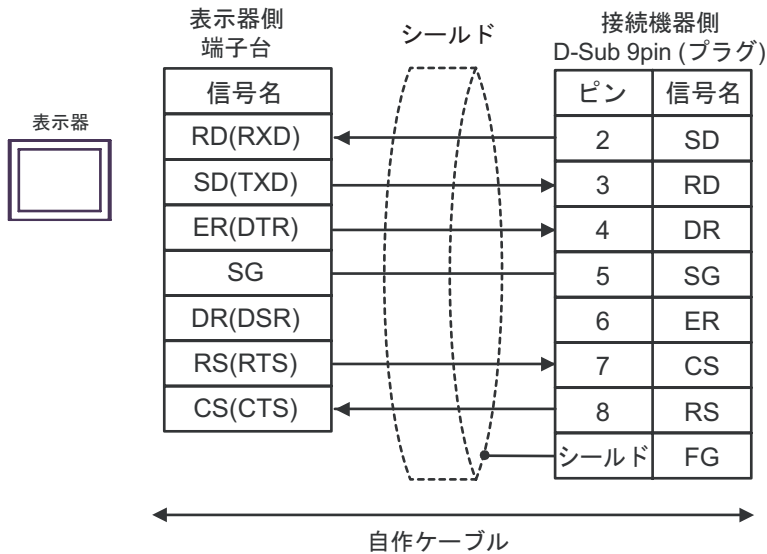 表示器側
端子台
シールド
接続機器側
D-Sub 9pin (プラグ)
表示器
信号名
ピン 信号名
RD(RXD) 2 SD
SD(TXD) 3 RD
ER(DTR) 4 DR
SG 5 SG
DR(DSR) 6 ER
RS(RTS) 7 CS
CS(CTS) 8 RS
シールド FG
自作ケーブル